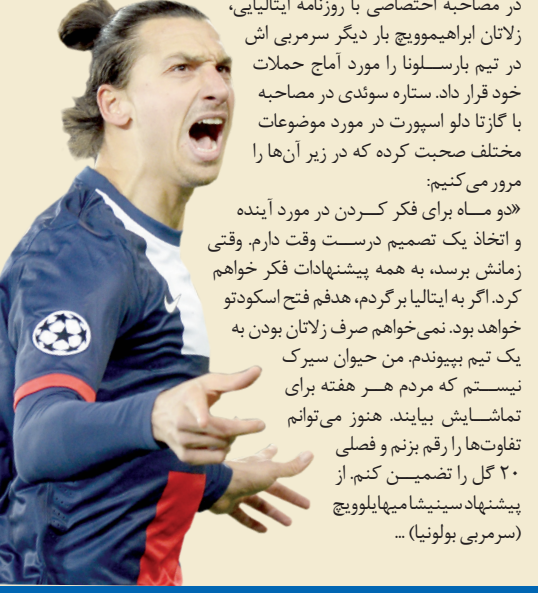 در مصاحبه اختصاصی با روزنامه ایتالیایی،
زلاتان ابراهیموویچ بار دیگر سرمربی اش
در تیم بارسلونا را مورد آماج حملات
خود قرار داد. ستاره سوئدی در مصاحبه
با گازتا دلو اسپورت در مورد موضوعات
مختلف صحبت کرده که در زیر آن‌ها را
مرور می‌کنیم:
«دو ماه برای فکر کردن در مورد آینده
و اتخاذ یک تصمیم درست وقت دارم. وقتی
زمانش برسد، به همه پیشنهادات فکر خواهم
کرد. اگر به ایتالیا برگردم، هدفم فتح اسکودتو
خواهد بود. نمی‌خواهم صرف زلاتان بودن به
یک تیم بپیوندم. من حیوان سیرک
نیستم که مردم هر هفته برای
تماشایش بیایند. هنوز می‌توانم
تفاوت‌ها را رقم بزنم و فصلی
۲۰ گل را تضمین کنم. از
پیشنهاد سینیشا میهایلوویچ
(سرمربی بولونیا) ...